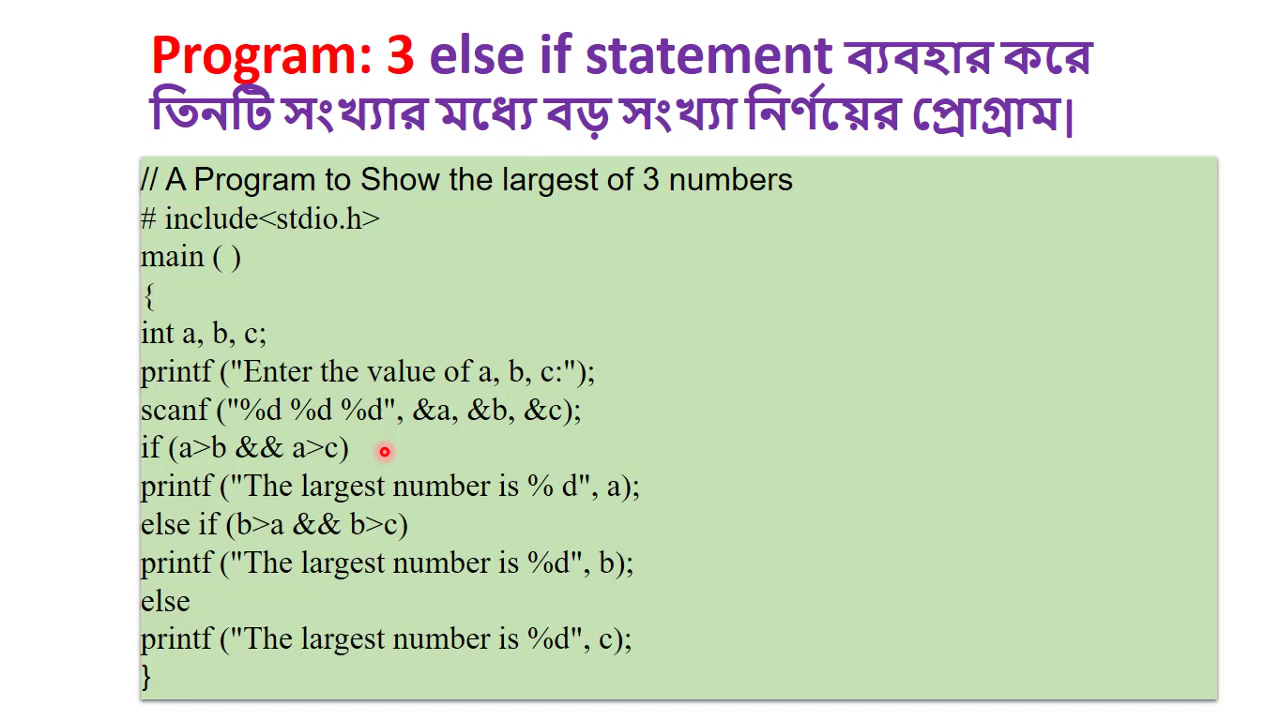 Program: 3 else if statement ব্যবহার করে
তিনটি সংখ্যার মধ্যে বড় সংখ্যা নির্ণয়ের প্রোগ্রাম।
// A Program to Show the largest of 3 numbers
# include<stdio.h>
main ( )
{
int a, b, c;
printf ("Enter the value of a, b, c:");
scanf ("%d %d %d", &a, &b, &c);
if (a>b && a>c)
printf ("The largest number is % d", a);
else if (b>a && b>c)
printf ("The largest number is %d", b);
else
printf ("The largest number is %d", c);
}